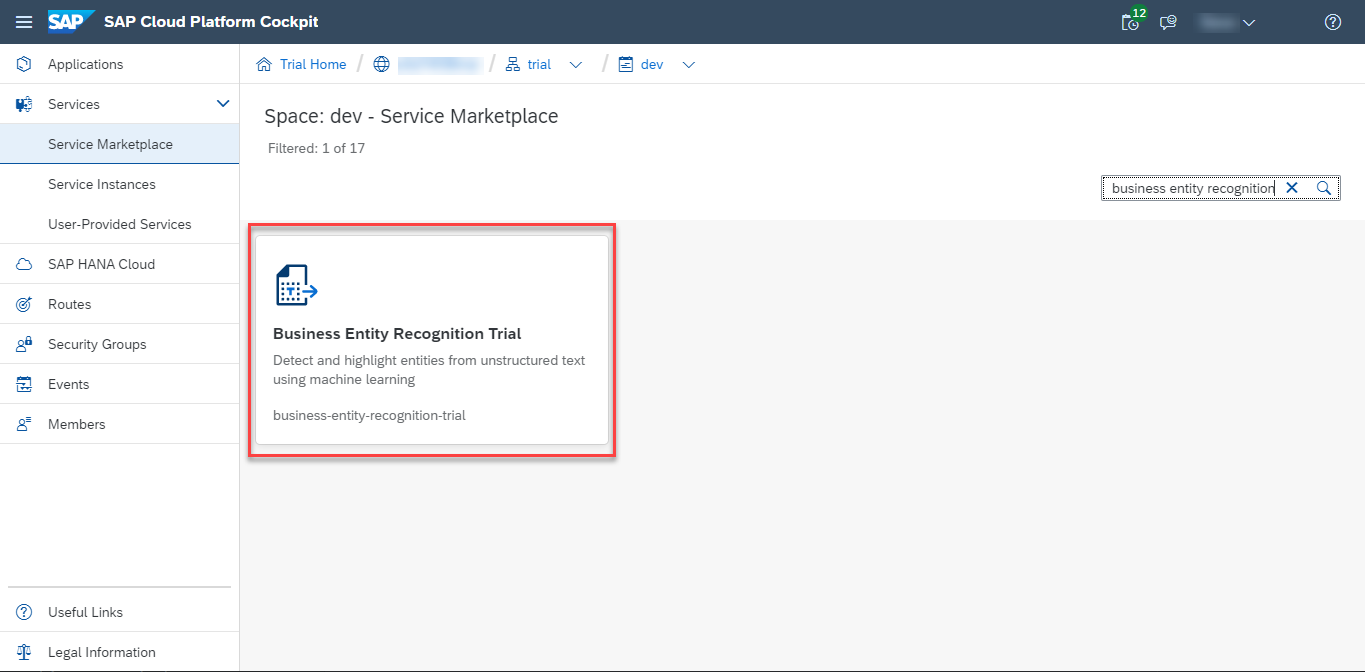 SAP SAP Cloud Platform Cockpit
12
Applications
Services
Service Marketplace
Service Instances
User-Provided Services
SAP HANA Cloud
Routes
Security Groups
Events
Members
Useful Links
Legal Information
Trial Home / / trial / dev
Space: dev - Service Marketplace
Filtered: 1 of 17
business entity recognition
T
Business Entity Recognition Trial
Detect and highlight entities from unstructured text
using machine learning
business-entity-recognition-trial